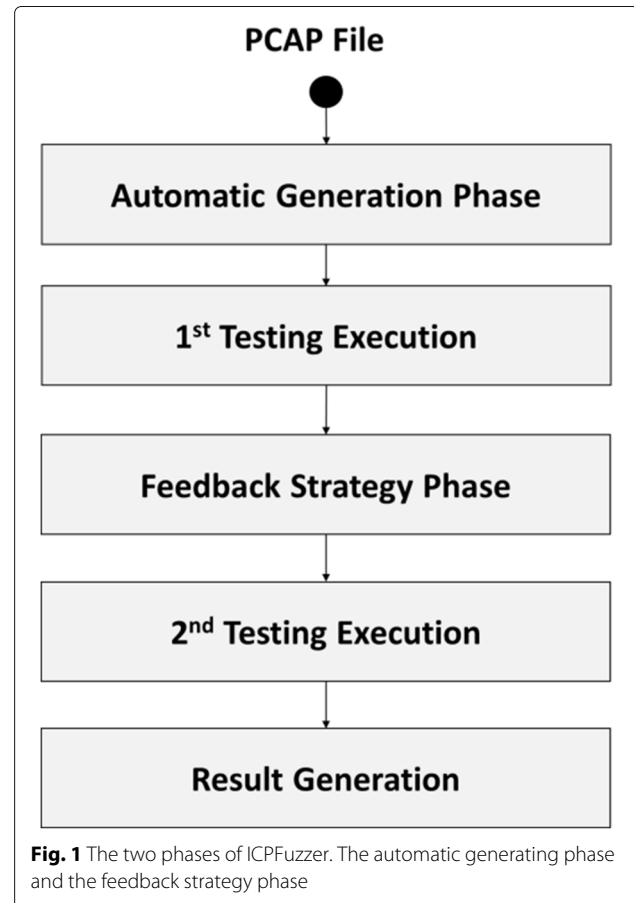 PCAP File
Automatic Generation Phase
1st Testing Execution
Feedback Strategy Phase
2nd Testing Execution
Result Generation
Fig. 1 The two phases of ICPFuzzer. The automatic generating phase
and the feedback strategy phase